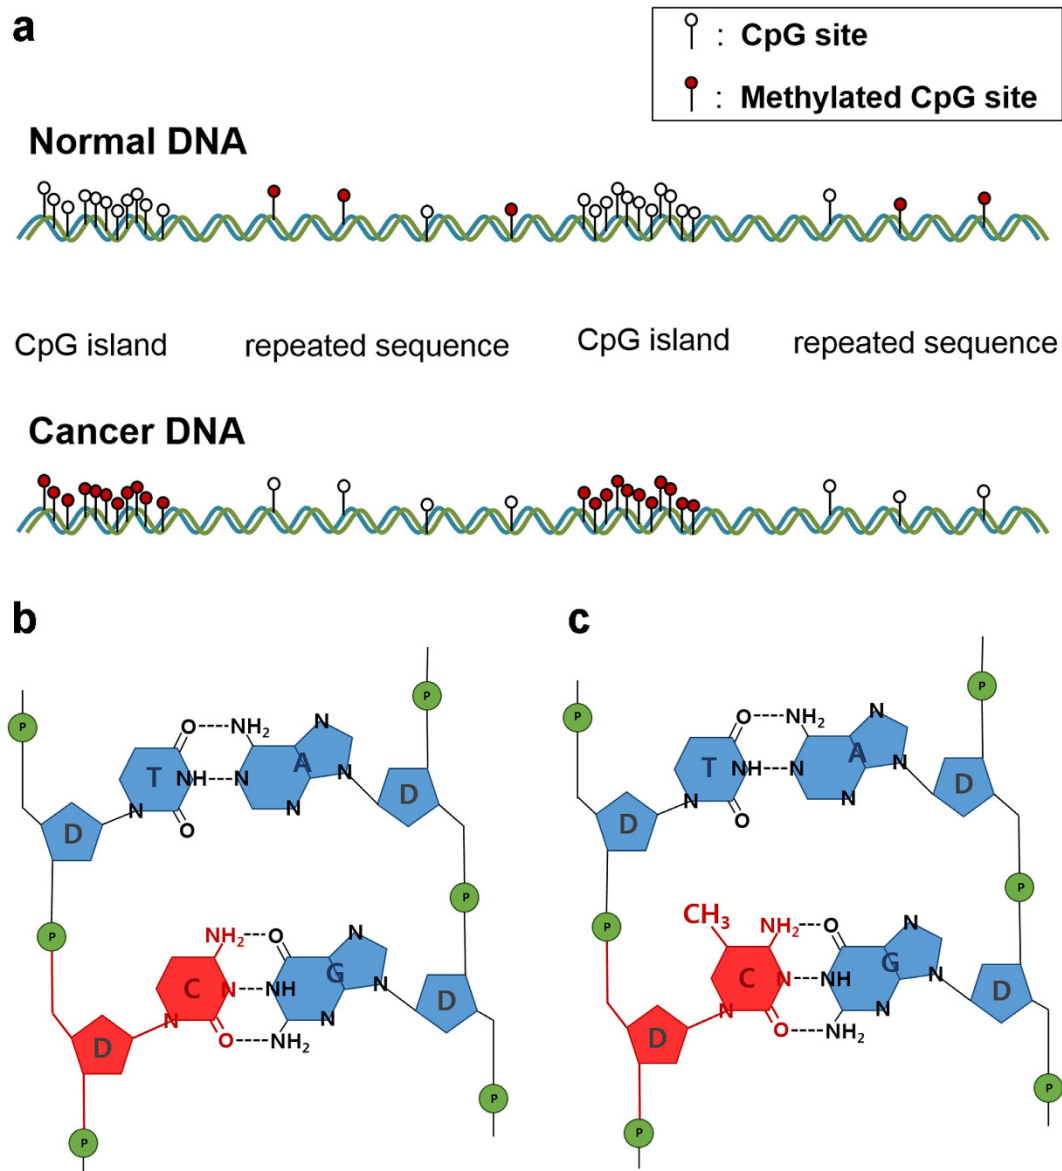 a
: CpG site
: Methylated CpG site
Normal DNA
CpG island repeated sequence CpG island repeated sequence
Cancer DNA
b
P
P
O NH₂ N
T NH N A N
N O N
D D
P
P
NH₂ O N
C N NH G N
N O NH₂ N
D D
P
P
c
P
P
O NH₂ N
T NH N A N
N O N
D D
P
P
CH₃ NH₂ O N
C N NH G N
N O NH₂ N
D D
P
P